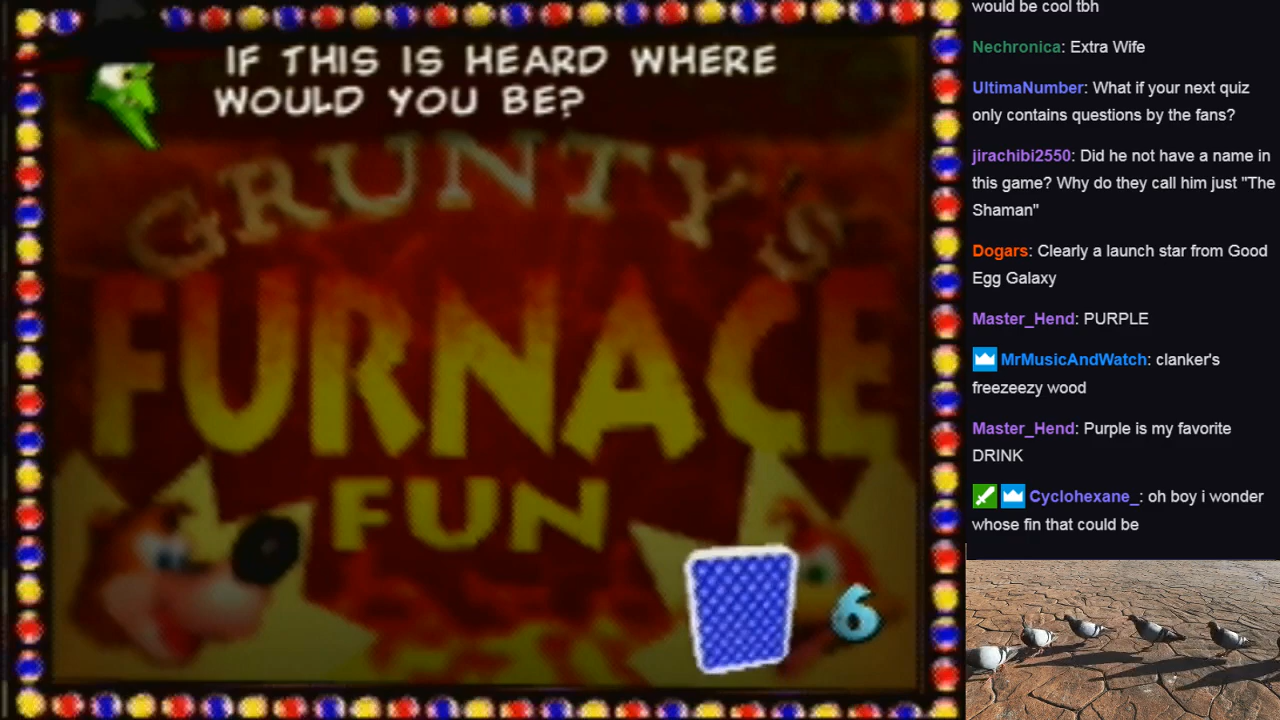 IF THIS IS HEARD WHERE
WOULD YOU BE?
GRUNTY'S
FURNACE
FUN
6
would be cool tbh
Nechronica: Extra Wife
UltimaNumber: What if your next quiz
only contains questions by the fans?
jirachibi2550: Did he not have a name in
this game? Why do they call him just "The
Shaman"
Dogars: Clearly a launch star from Good
Egg Galaxy
Master_Hend: PURPLE
MrMusicAndWatch: clanker's
freezeezy wood
Master_Hend: Purple is my favorite
DRINK
Cyclohexane_: oh boy i wonder
whose fin that could be